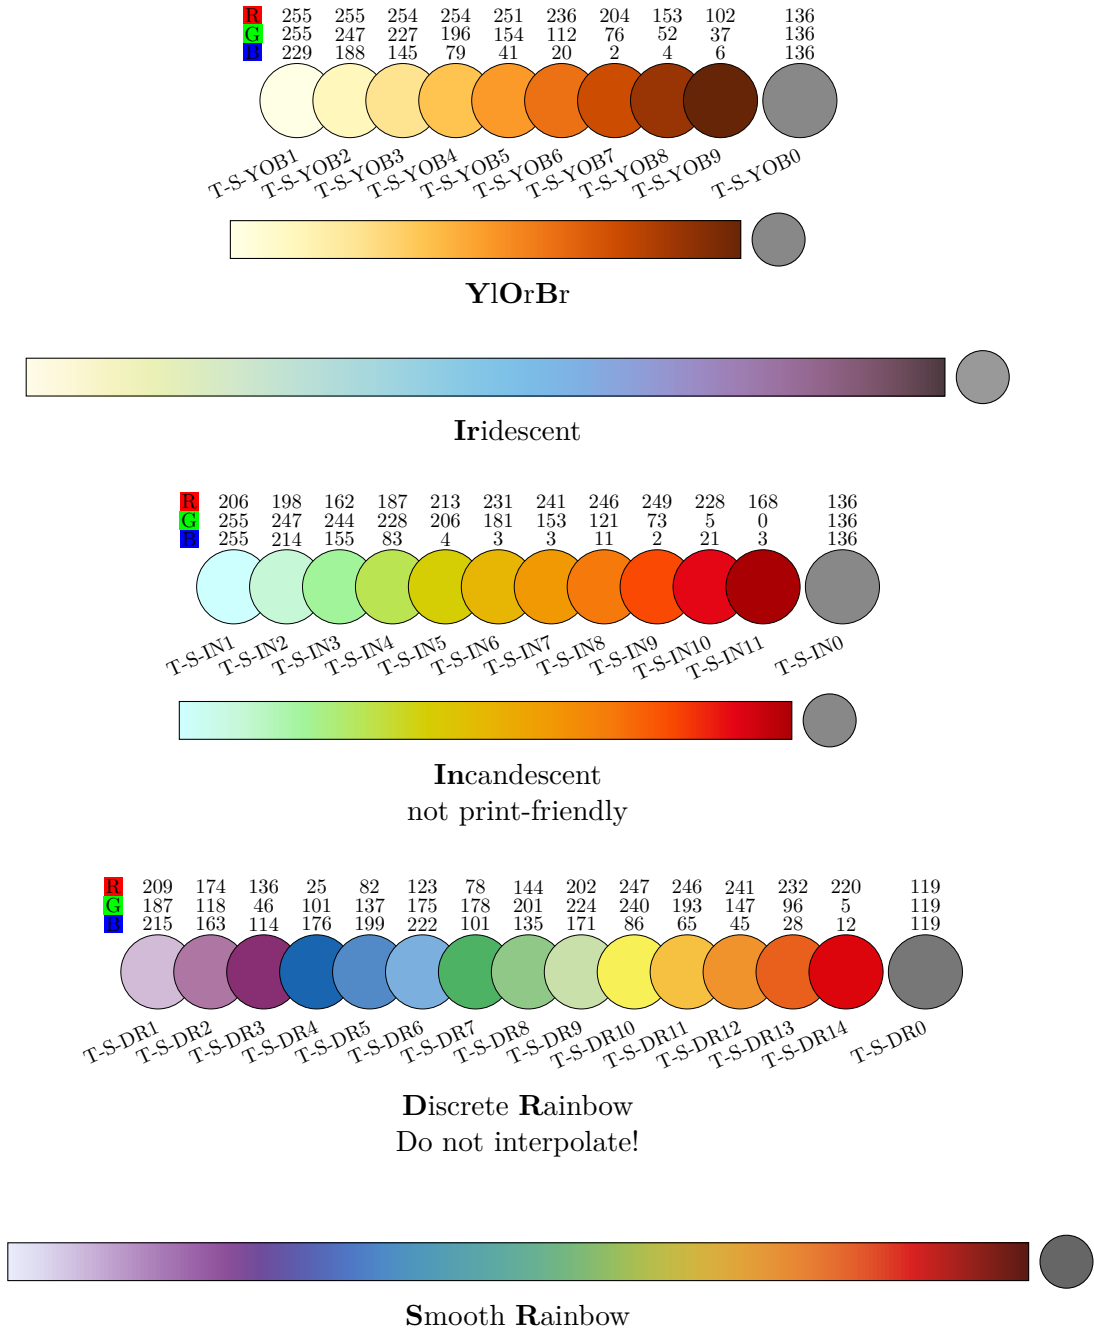 R 255 255 254 254 251 236 204 153 102 136
G 255 247 227 196 154 112 76 52 37 136
B 229 188 145 79 41 20 2 4 6 136
T-S-YOB1 T-S-YOB2 T-S-YOB3 T-S-YOB4 T-S-YOB5 T-S-YOB6 T-S-YOB7 T-S-YOB8 T-S-YOB9 T-S-YOB0
YlOrBr
Iridescent
R 206 198 162 187 213 231 241 246 249 228 168 136
G 255 247 244 228 206 181 153 121 73 5 0 136
B 255 214 155 83 4 3 3 11 2 21 3 136
T-S-IN1 T-S-IN2 T-S-IN3 T-S-IN4 T-S-IN5 T-S-IN6 T-S-IN7 T-S-IN8 T-S-IN9 T-S-IN10 T-S-IN11 T-S-IN0
Incandescent
not print-friendly
R 209 174 136 25 82 123 78 144 202 247 246 241 232 220 119
G 187 118 46 101 137 175 178 201 224 240 193 147 96 5 119
B 215 163 114 176 199 222 101 135 171 86 65 45 28 12 119
T-S-DR1 T-S-DR2 T-S-DR3 T-S-DR4 T-S-DR5 T-S-DR6 T-S-DR7 T-S-DR8 T-S-DR9 T-S-DR10 T-S-DR11 T-S-DR12 T-S-DR13 T-S-DR14 T-S-DR0
Discrete Rainbow
Do not interpolate!
Smooth Rainbow